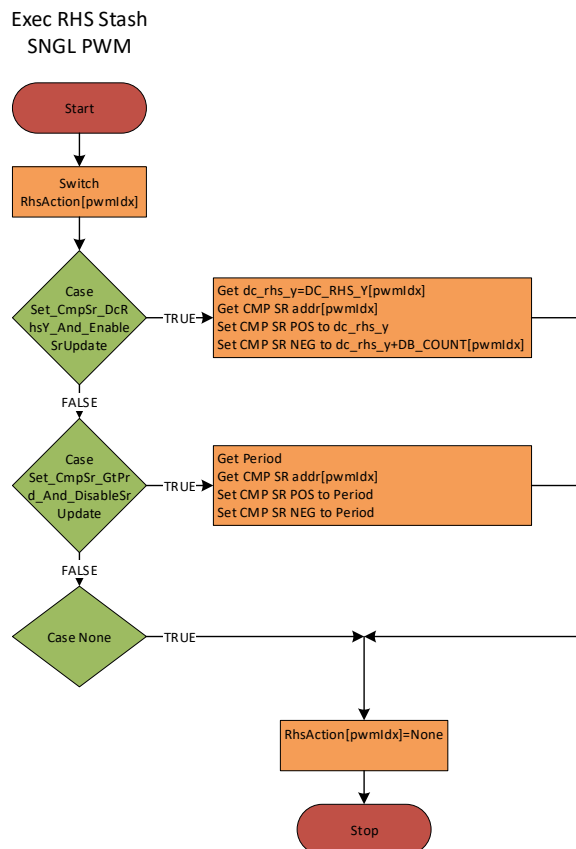 Exec RHS Stash
SNGL PWM
Start
Switch
RhsAction[pwmIdx]
Case
Set_CmpSr_DcR
hsY_And_Enable
SrUpdate
TRUE
Get dc_rhs_y=DC_RHS_Y[pwmIdx]
Get CMP SR addr[pwmIdx]
Set CMP SR POS to dc_rhs_y
Set CMP SR NEG to dc_rhs_y+DB_COUNT[pwmIdx]
FALSE
Case
Set_CmpSr_GtPr
d_And_DisableSr
Update
TRUE
Get Period
Get CMP SR addr[pwmIdx]
Set CMP SR POS to Period
Set CMP SR NEG to Period
FALSE
Case None
TRUE
RhsAction[pwmIdx]=None
Stop